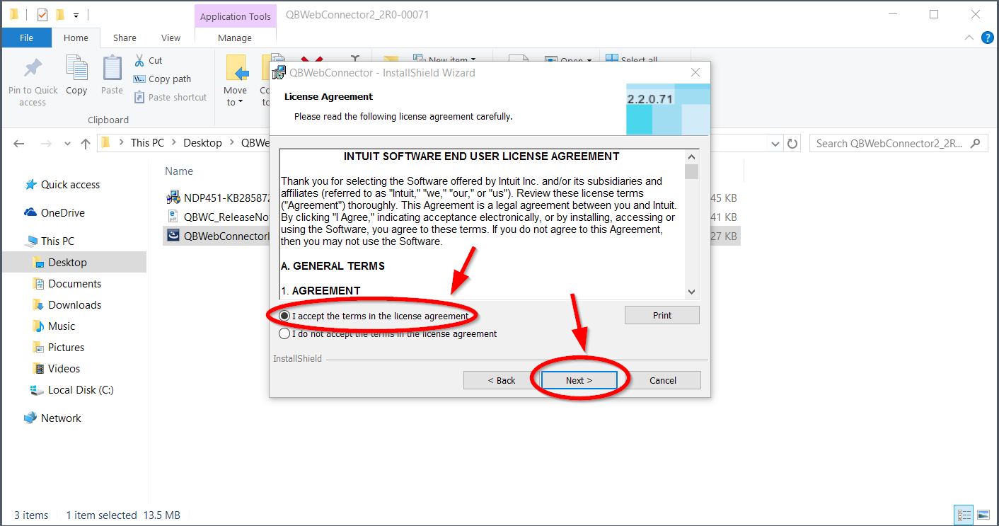 Application Tools
QBWebConnector2_2R0-00071
File
Home
Share
View
Manage
Pin to Quick access
Copy
Paste
Cut
Copy path
Paste shortcut
Clipboard
Move to
New item
Open
Select all
This PC
Desktop
Search QBWebConnector2_2R...
Quick access
OneDrive
This PC
Desktop
Documents
Downloads
Music
Pictures
Videos
Local Disk (C:)
Network
Name
NDP451-KB285872
45 KB
QBWC_ReleaseNo
41 KB
QBWebConnector
27 KB
QBWebConnector - InstallShield Wizard
License Agreement
Please read the following license agreement carefully.
2.2.0.71
INTUIT SOFTWARE END USER LICENSE AGREEMENT
Thank you for selecting the Software offered by Intuit Inc. and/or its subsidiaries and
affiliates (referred to as "Intuit," "we," "our," or "us"). Review these license terms
("Agreement") thoroughly. This Agreement is a legal agreement between you and Intuit.
By clicking "I Agree," indicating acceptance electronically, or by installing, accessing or
using the Software, you agree to these terms. If you do not agree to this Agreement,
then you may not use the Software.
A. GENERAL TERMS
1. AGREEMENT
I accept the terms in the license agreement
I do not accept the terms in the license agreement
Print
InstallShield
< Back
Next >
Cancel
3 items
1 item selected 13.5 MB